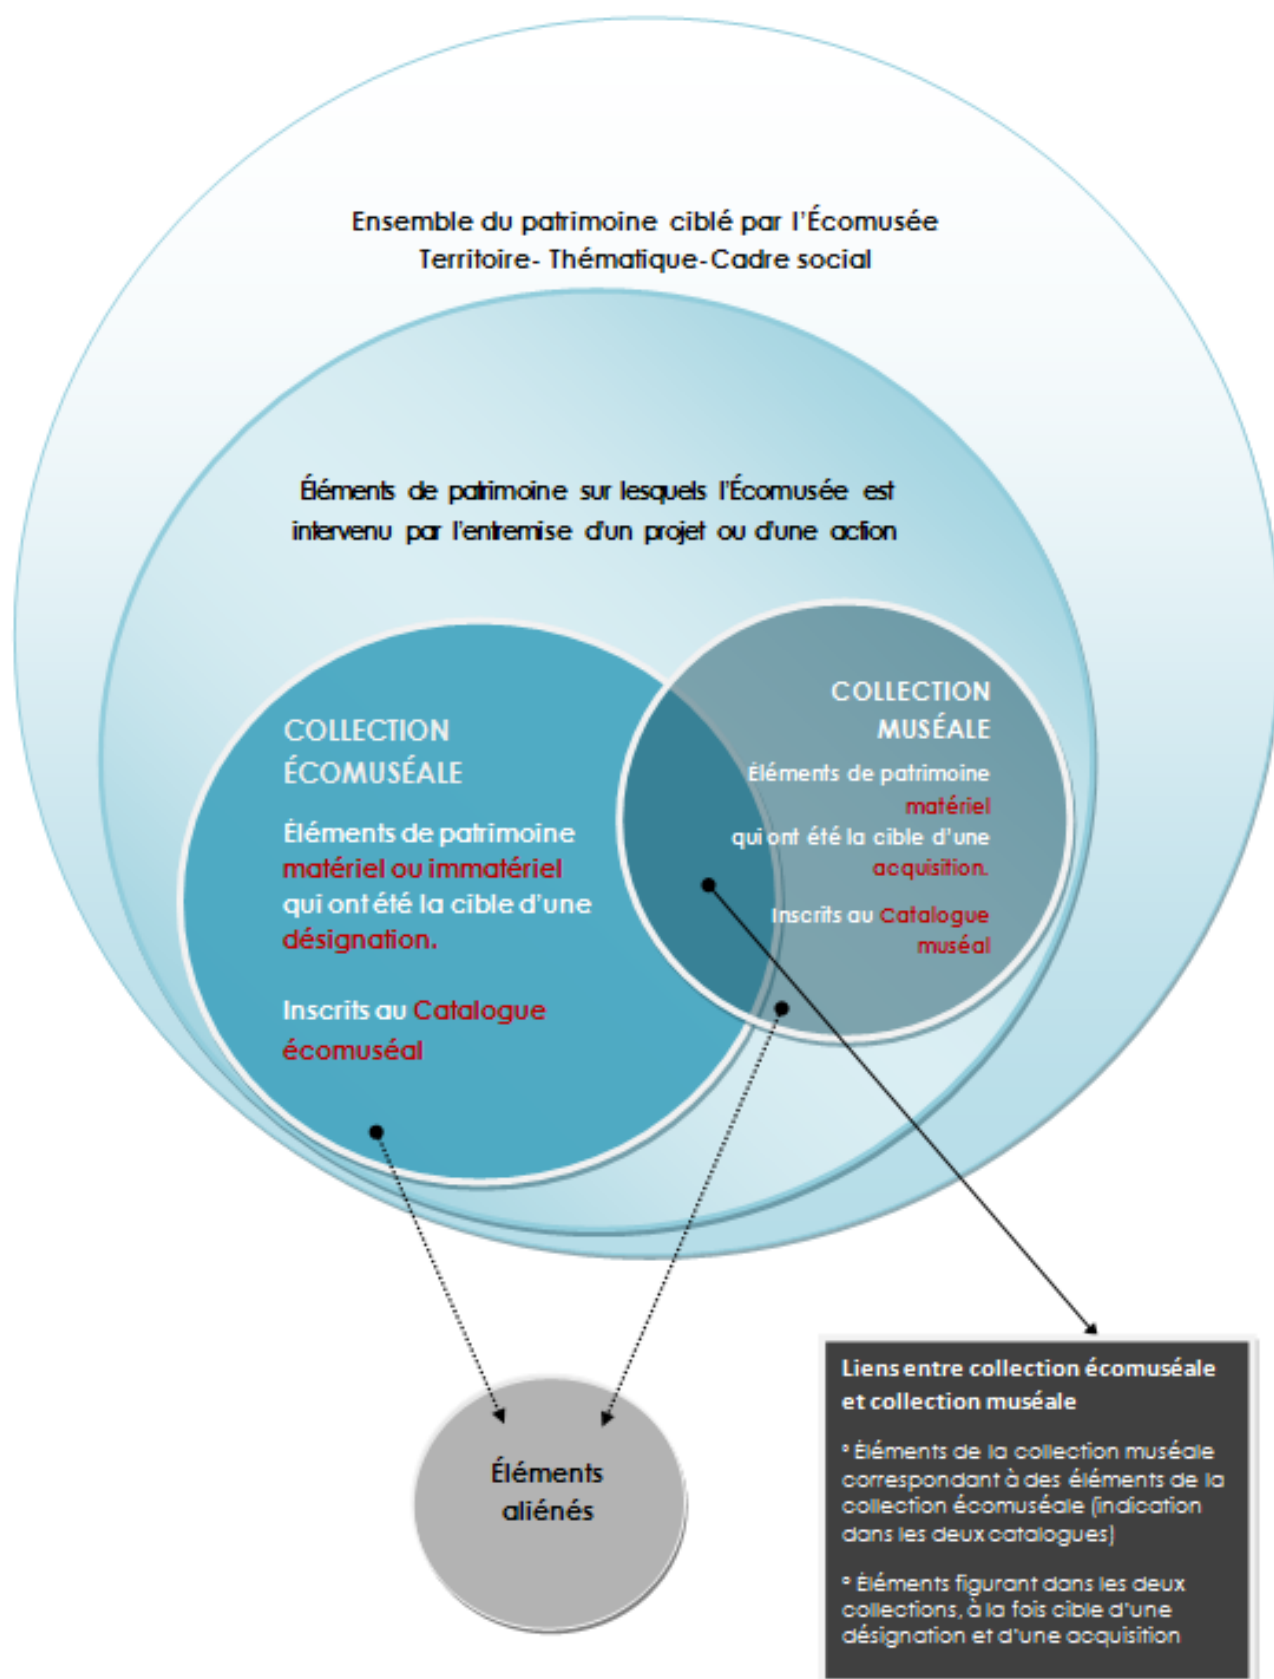 Ensemble du patrimoine ciblé par l'Écomusée
Territoire- Thématique-Cadre social
Éléments de patrimoine sur lesquels l'Écomusée est
intervenu par l'entremise d'un projet ou d'une action
COLLECTION
ÉCOMUSÉALE
Éléments de patrimoine
matériel ou immatériel
qui ont été la cible d'une
désignation.
Inscrits au Catalogue
écomuséal
COLLECTION
MUSÉALE
Éléments de patrimoine
matériel
qui ont été la cible d'une
acquisition.
Inscrits au Catalogue
muséal
Éléments
aliénés
Liens entre collection écomuséale
et collection muséale
° Éléments de la collection muséale
correspondant à des éléments de la
collection écomuséale (indication
dans les deux catalogues)
° Éléments figurant dans les deux
collections, à la fois cible d'une
désignation et d'une acquisition